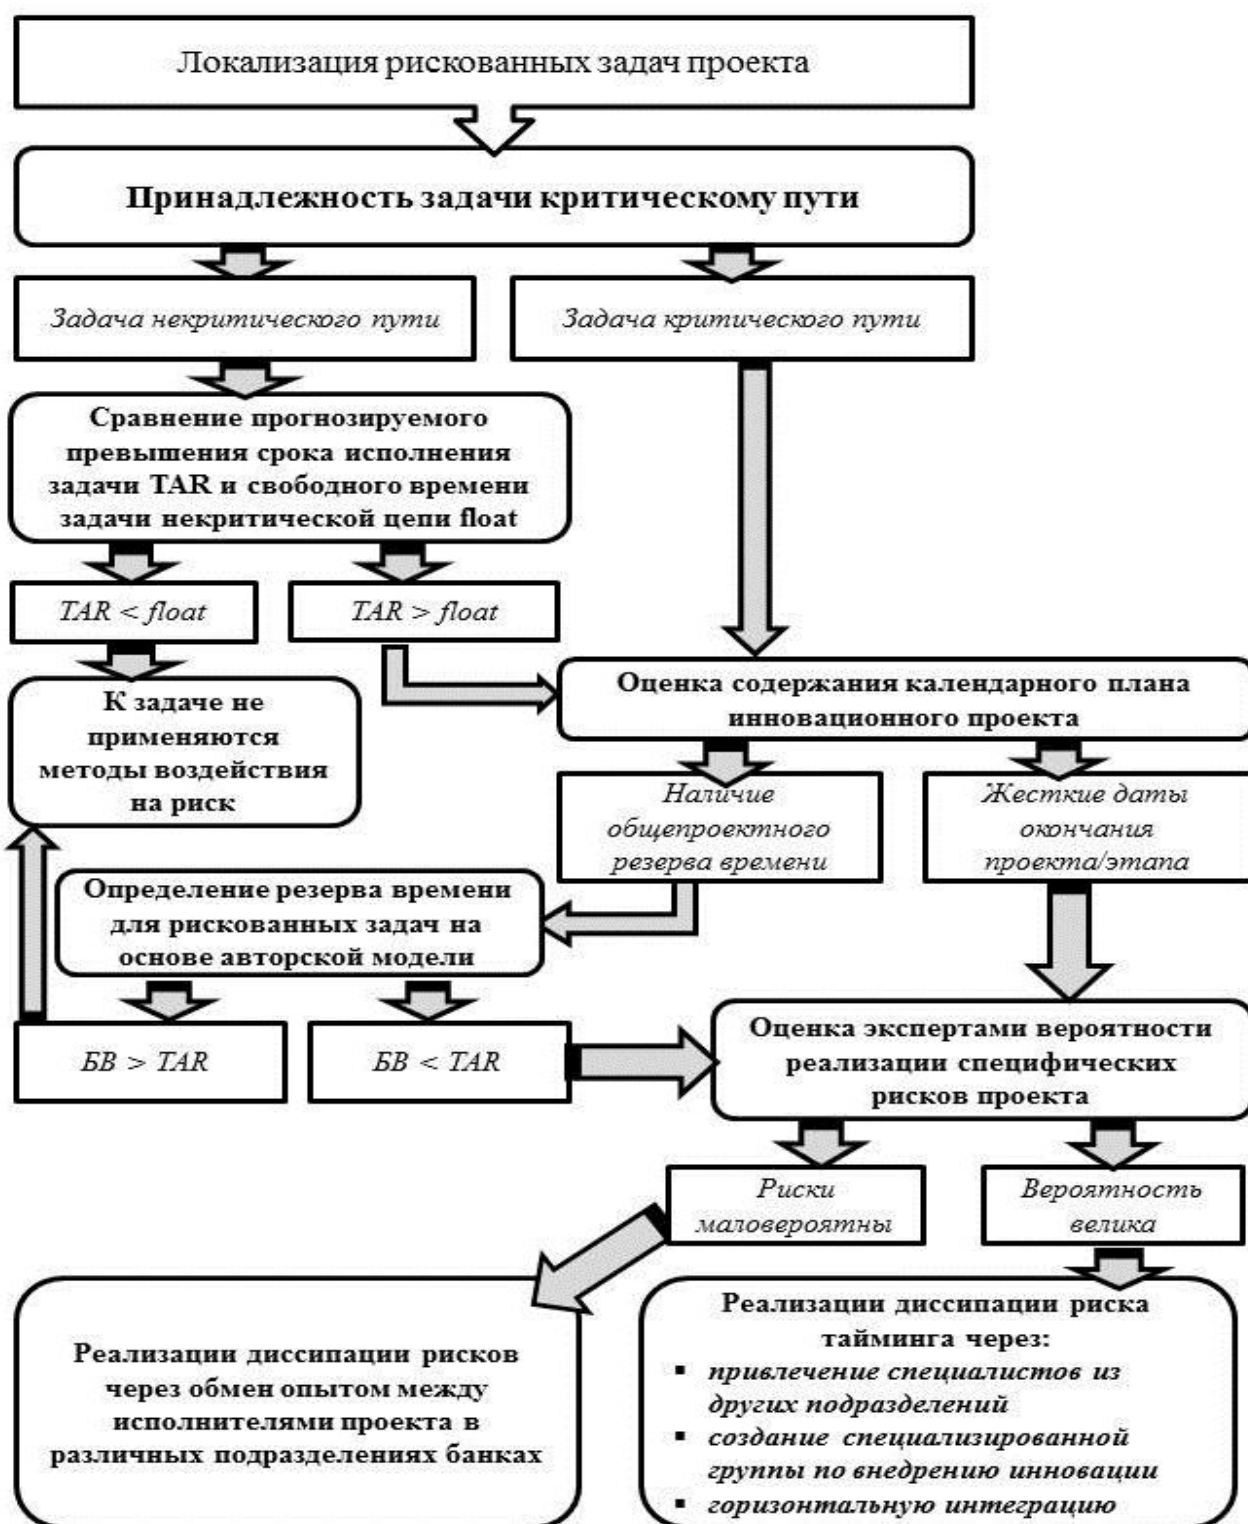 Локализация рискованных задач проекта
Принадлежность задачи критическому пути
Задача некритического пути
Задача критического пути
Сравнение прогнозируемого
превышения срока исполнения
задачи TAR и свободного времени
задачи некритической цепи float
TAR < float
TAR > float
К задаче не
применяются
методы воздействия
на риск
Оценка содержания календарного плана
инновационного проекта
Наличие
общепроектного
резерва времени
Жесткие даты
окончания
проекта/этапа
Определение резерва времени
для рискованных задач на
основе авторской модели
БВ > TAR
БВ < TAR
Оценка экспертами вероятности
реализации специфических
рисков проекта
Риски
маловероятны
Вероятность
велика
Реализации диссипации рисков
через обмен опытом между
исполнителями проекта в
различных подразделениях банках
Реализации диссипации риска
тайминга через:
▪ привлечение специалистов из
других подразделений
▪ создание специализированной
группы по внедрению инновации
▪ горизонтальную интеграцию